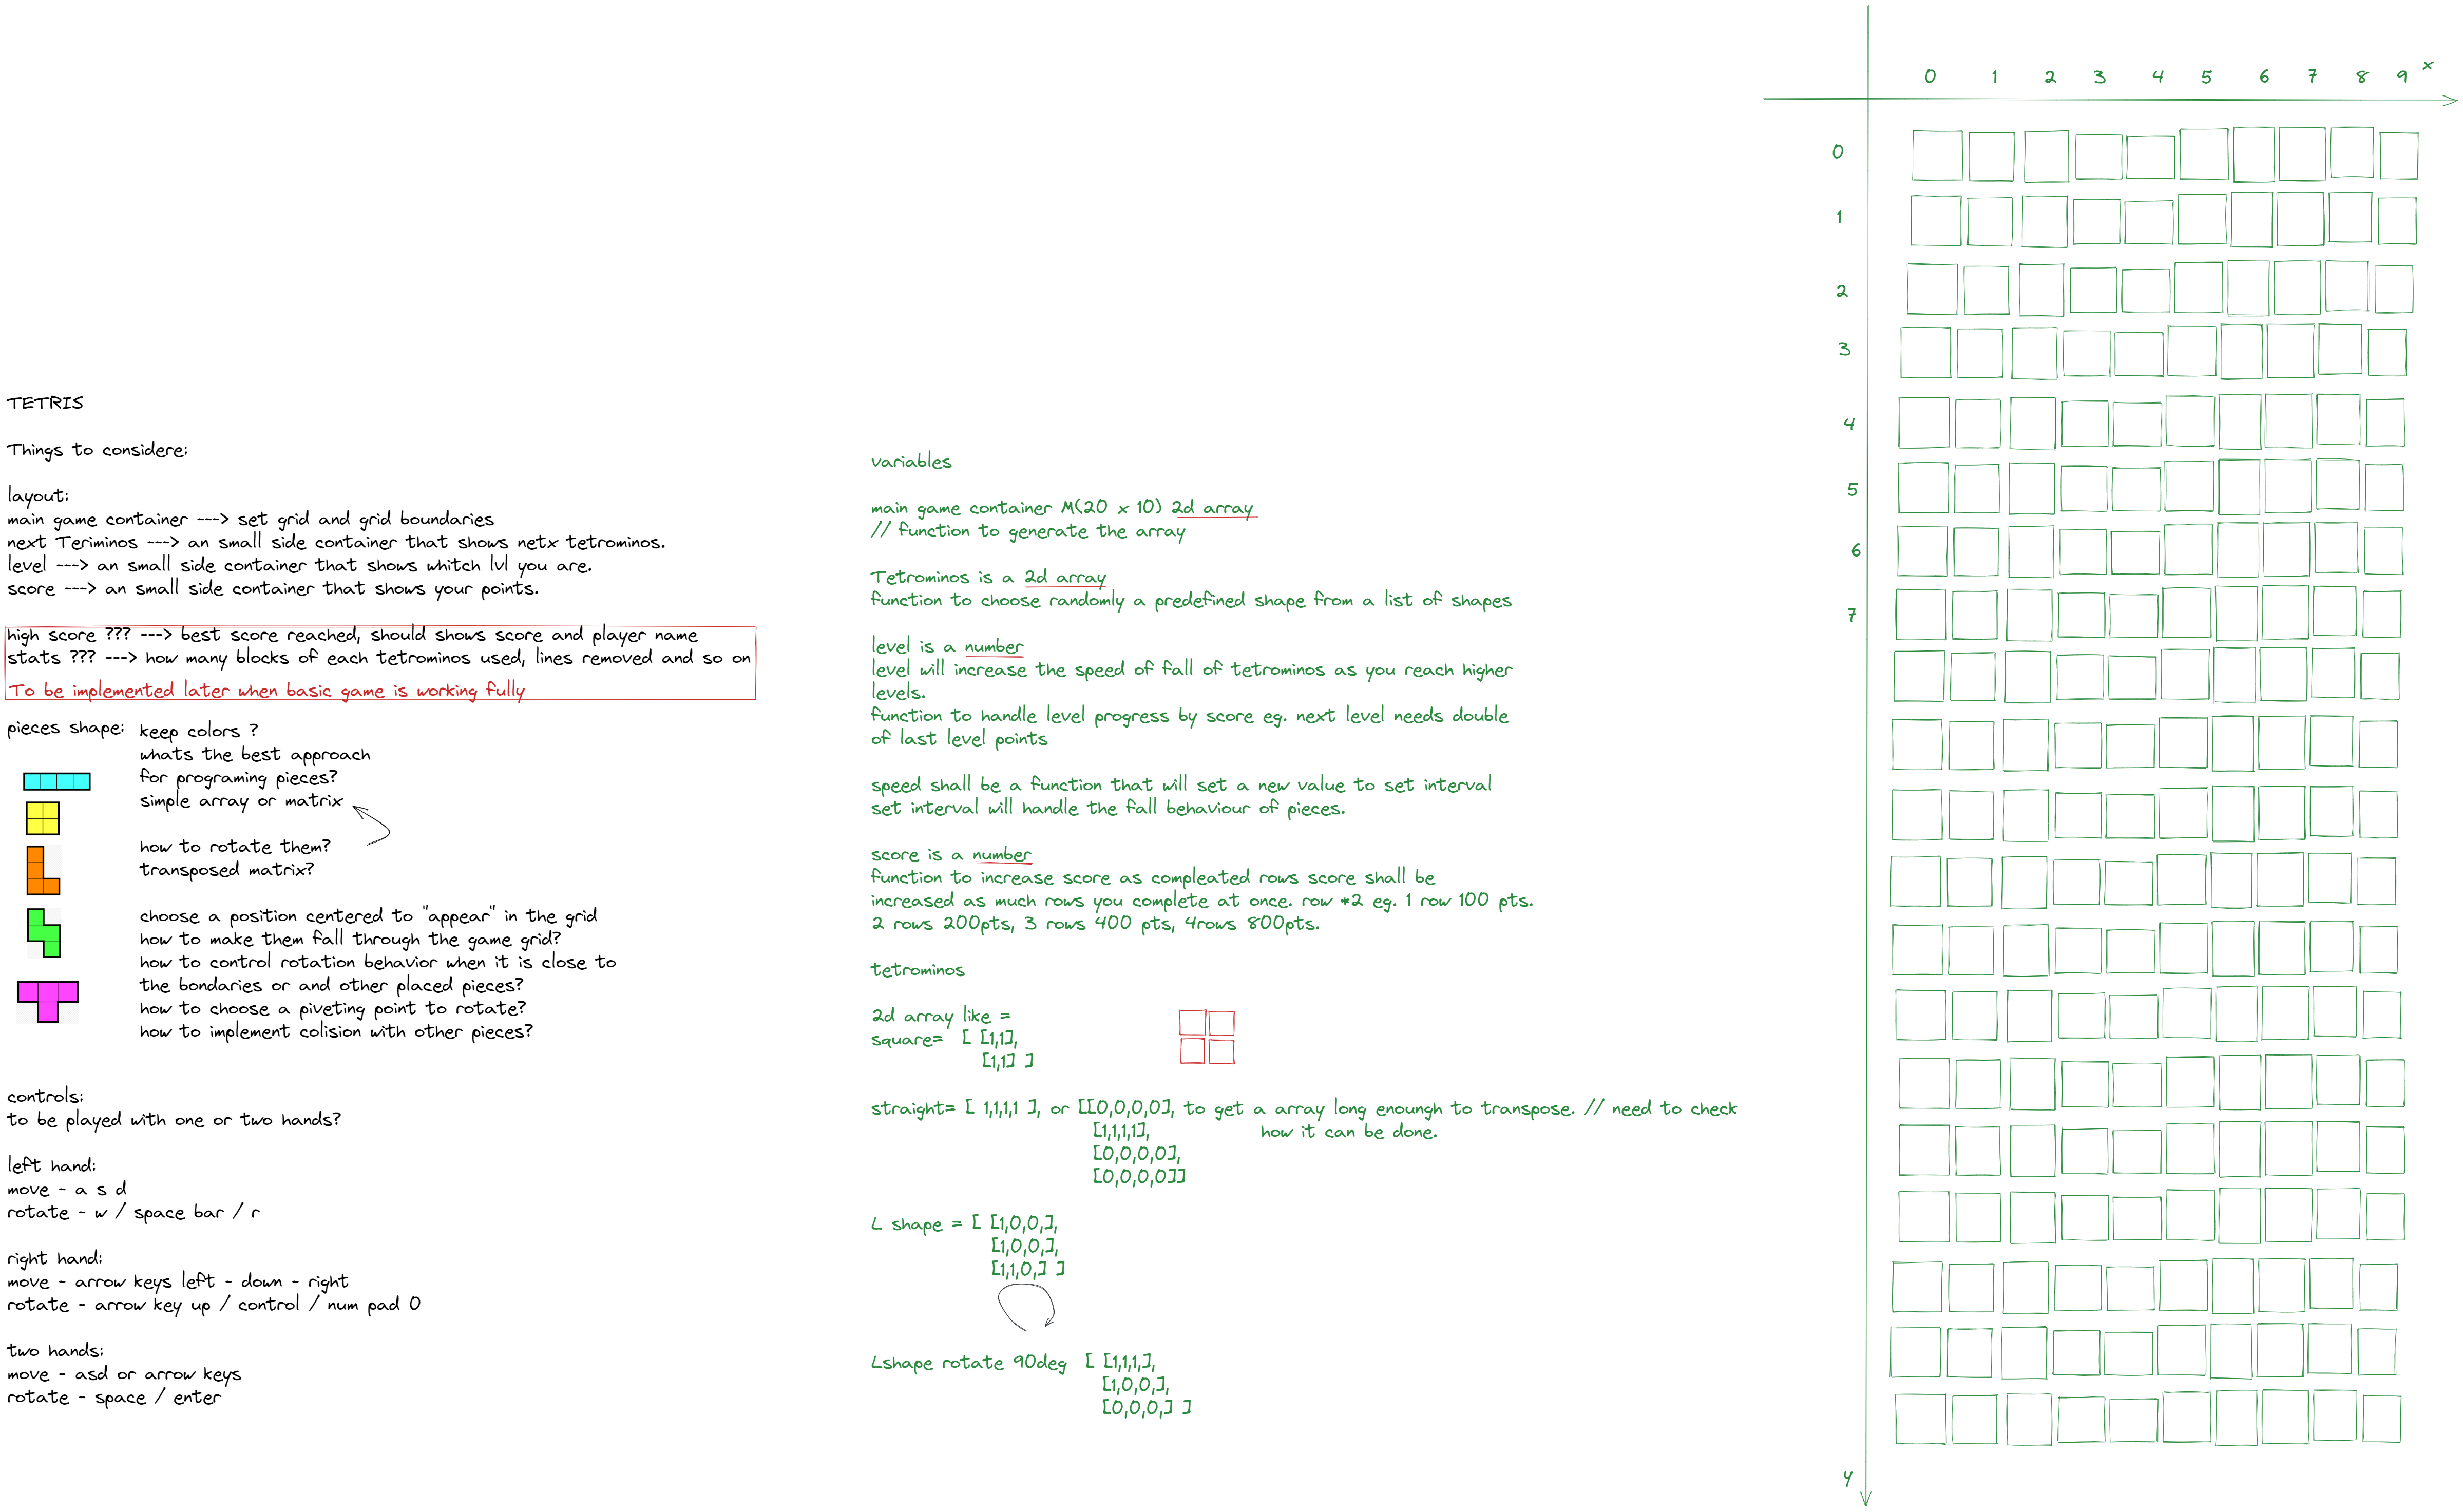 TETRIS
Things to considere:
layout:
main game container ---> set grid and grid boundaries
next Teriminos ---> an small side container that shows netx tetrominos.
level ---> an small side container that shows whitch lvl you are.
score ---> an small side container that shows your points.
high score ??? ---> best score reached, should shows score and player name
stats ??? ---> how many blocks of each tetrominos used, lines removed and so on
To be implemented later when basic game is working fully
pieces shape:
keep colors ?
whats the best approach
for programing pieces?
simple array or matrix
how to rotate them?
transposed matrix?
choose a position centered to "appear" in the grid
how to make them fall through the game grid?
how to control rotation behavior when it is close to
the bondaries or and other placed pieces?
how to choose a piveting point to rotate?
how to implement colision with other pieces?
controls:
to be played with one or two hands?
left hand:
move - a s d
rotate - w / space bar / r
right hand:
move - arrow keys left - down - right
rotate - arrow key up / control / num pad 0
two hands:
move - asd or arrow keys
rotate - space / enter
variables
main game container M(20 x 10) 2d array
// function to generate the array
Tetrominos is a 2d array
function to choose randomly a predefined shape from a list of shapes
level is a number
level will increase the speed of fall of tetrominos as you reach higher
levels.
function to handle level progress by score eg. next level needs double
of last level points
speed shall be a function that will set a new value to set interval
set interval will handle the fall behaviour of pieces.
score is a number
function to increase score as compleated rows score shall be
increased as much rows you complete at once. row *2 eg. 1 row 100 pts.
2 rows 200pts, 3 rows 400 pts, 4rows 800pts.
tetrominos
2d array like =
square= [ [1,1],
[1,1] ]
straight= [ 1,1,1,1 ], or [[0,0,0,0], to get a array long enoungh to transpose. // need to check
[1,1,1,1], how it can be done.
[0,0,0,0],
[0,0,0,0]]
L shape = [ [1,0,0,],
[1,0,0,],
[1,1,0,] ]
Lshape rotate 90deg [ [1,1,1,],
[1,0,0,],
[0,0,0,] ]
0 1 2 3 4 5 6 7 8 9 x
0
1
2
3
4
5
6
7
y